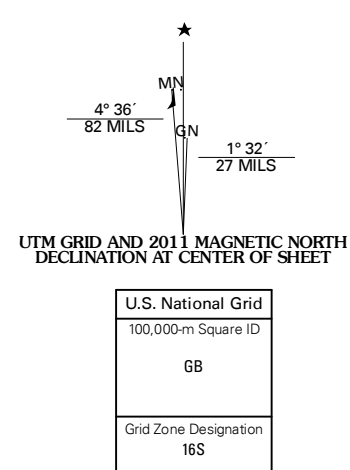 MN
4° 36´
82 MILS
GN
1° 32´
27 MILS
UTM GRID AND 2011 MAGNETIC NORTH
DECLINATION AT CENTER OF SHEET
U.S. National Grid
100,000-m Square ID
GB
Grid Zone Designation
16S